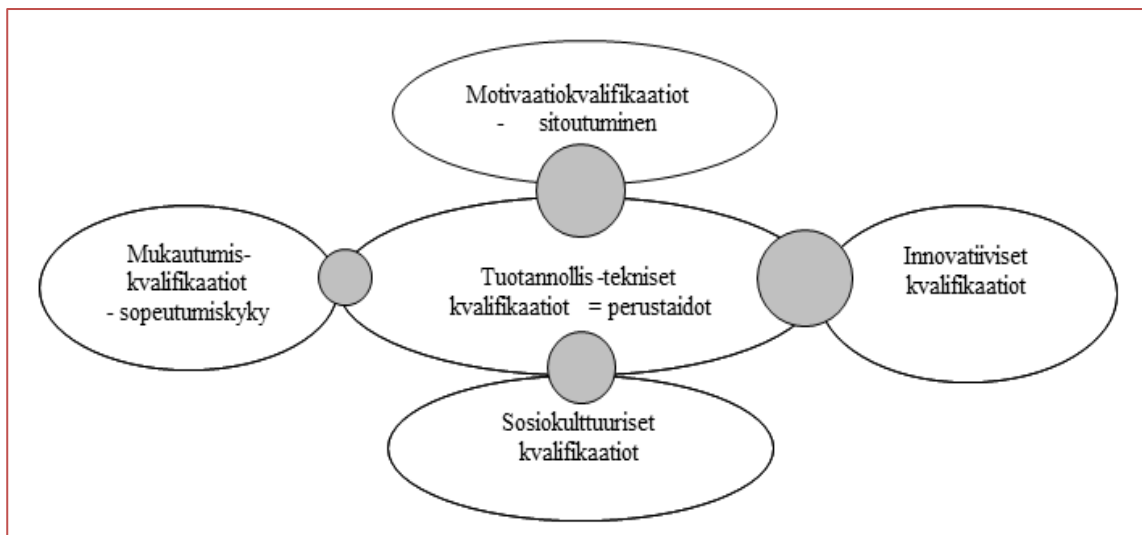 Motivaatiokvalifikaatiot
- sitoutuminen
Mukautumis-
kvalifikaatiot
- sopeutumiskyky
Tuotannollis -tekniset
kvalifikaatiot = perustaidot
Innovatiiviset
kvalifikaatiot
Sosiokulttuuriset
kvalifikaatiot